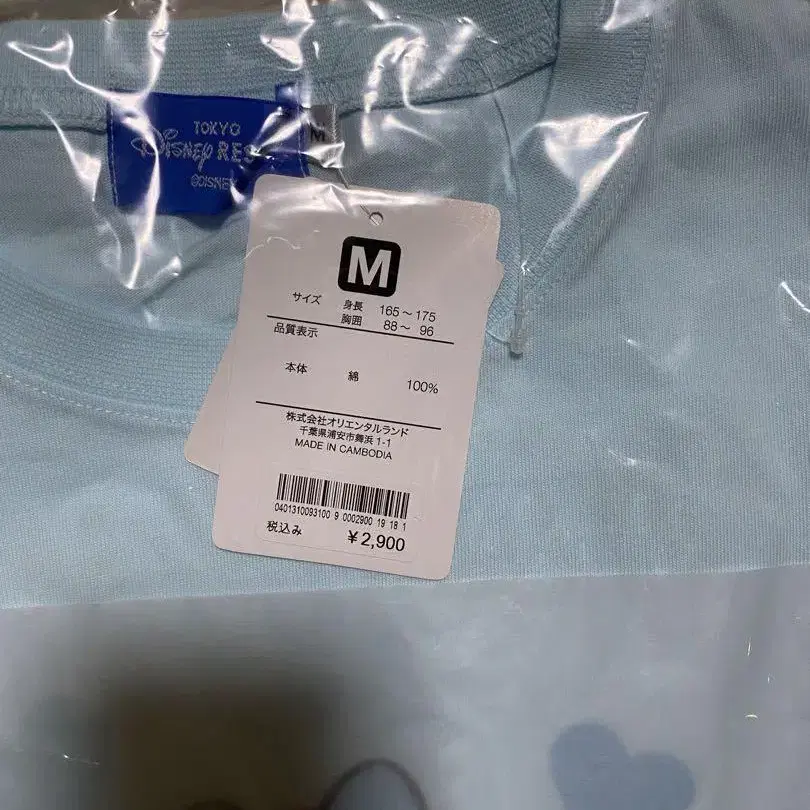 TOKYO
DISNEY RES
©DISNEY
M
M
サイズ 身長 165～175
胸囲 88～ 96
品質表示
本体 綿 100%
株式会社オリエンタルランド
千葉県浦安市舞浜 1-1
MADE IN CAMBODIA
0401310093100 9 0002900 19 18 1
税込み ¥2,900